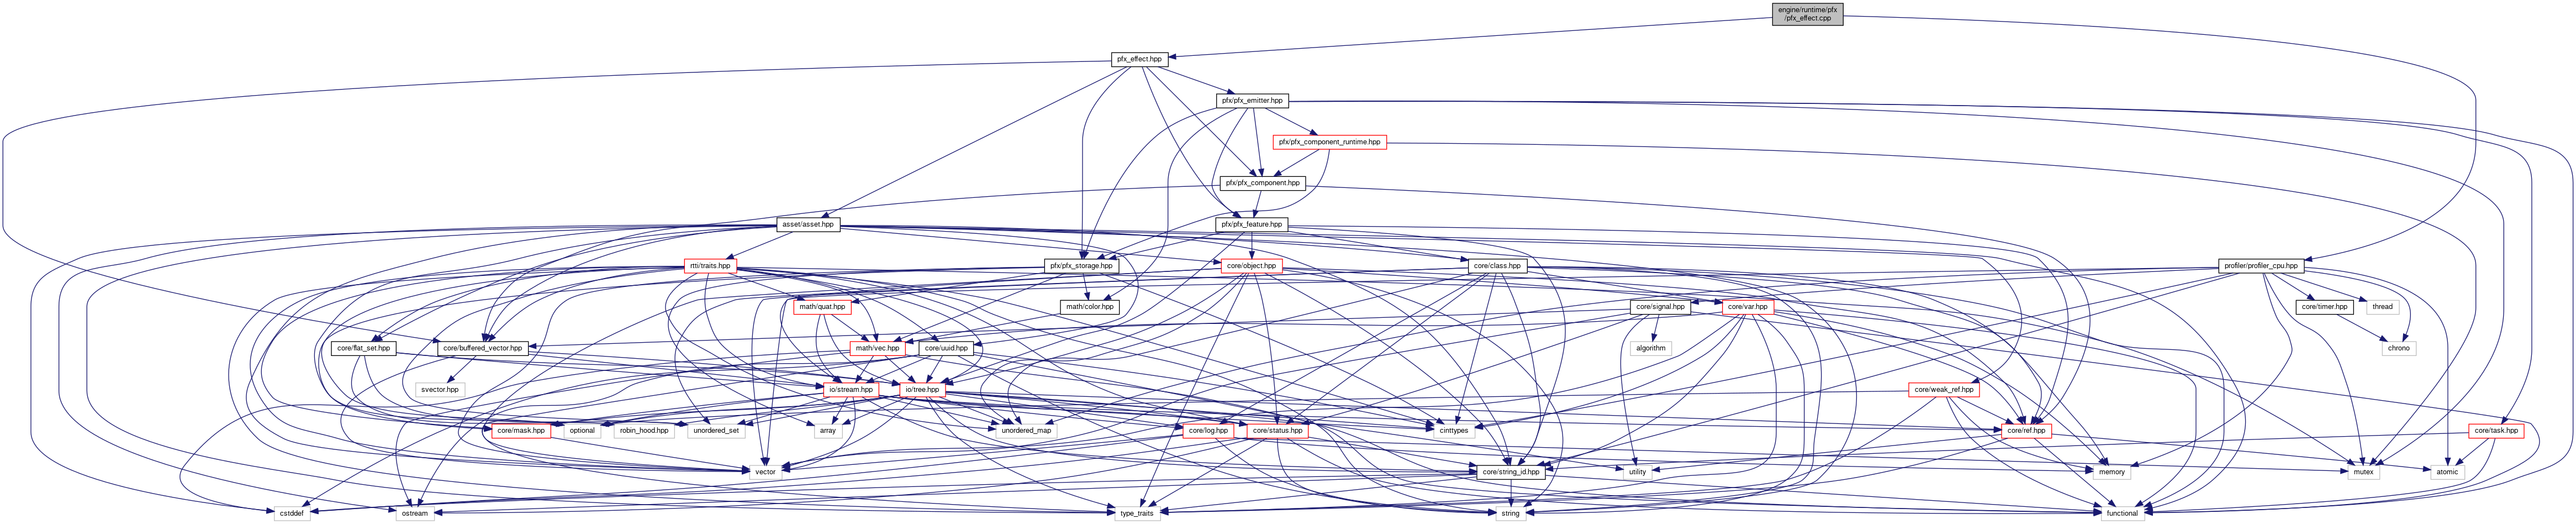 engine/runtime/pfx
/pfx_effect.cpp
pfx_effect.hpp
pfx/pfx_emitter.hpp
pfx/pfx_component_runtime.hpp
pfx/pfx_component.hpp
asset/asset.hpp
pfx/pfx_feature.hpp
rtti/traits.hpp
pfx/pfx_storage.hpp
core/object.hpp
core/class.hpp
profiler/profiler_cpu.hpp
math/quat.hpp
math/color.hpp
core/signal.hpp
core/var.hpp
core/timer.hpp
thread
core/flat_set.hpp
core/buffered_vector.hpp
math/vec.hpp
core/uuid.hpp
algorithm
chrono
svector.hpp
io/stream.hpp
io/tree.hpp
core/weak_ref.hpp
core/mask.hpp
optional
robin_hood.hpp
unordered_set
array
unordered_map
core/log.hpp
core/status.hpp
cinttypes
core/ref.hpp
core/task.hpp
vector
core/string_id.hpp
utility
memory
mutex
atomic
cstddef
ostream
type_traits
string
functional